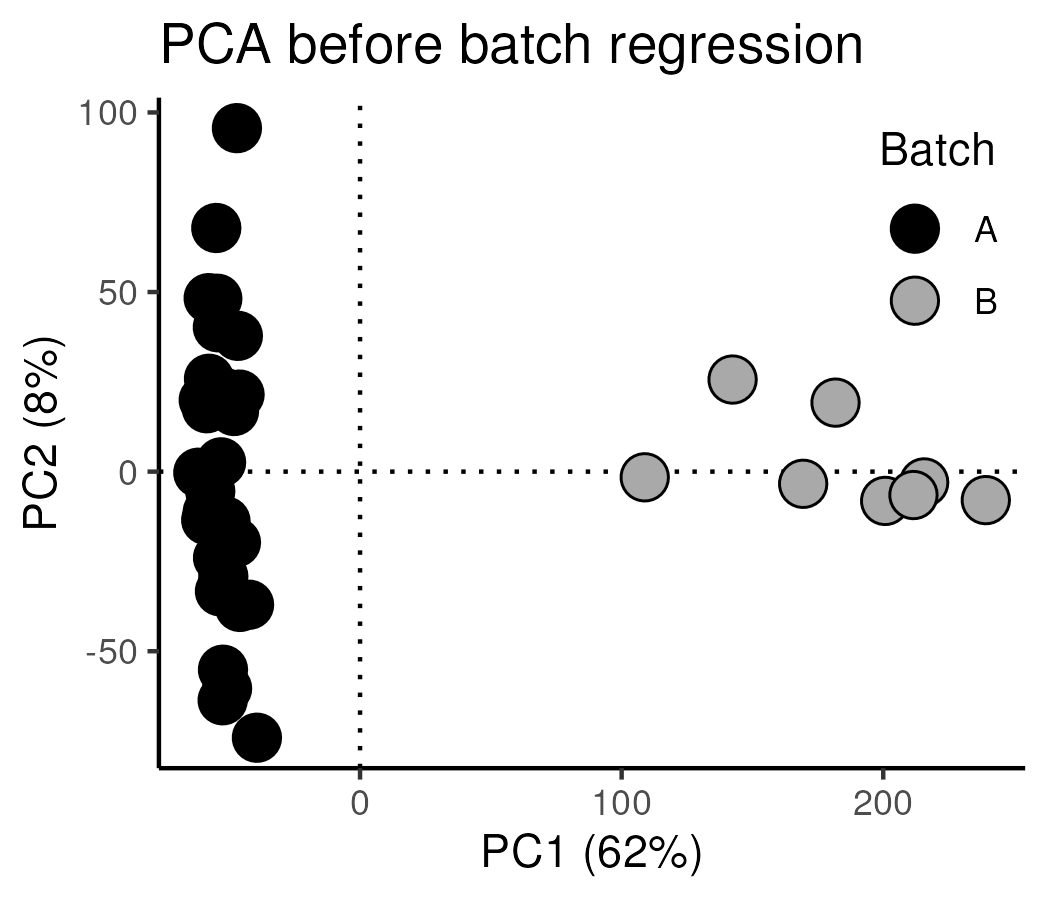 PCA before batch regression
100
50
0
-50
PC2 (8%)
Batch
A
B
0
100
200
PC1 (62%)